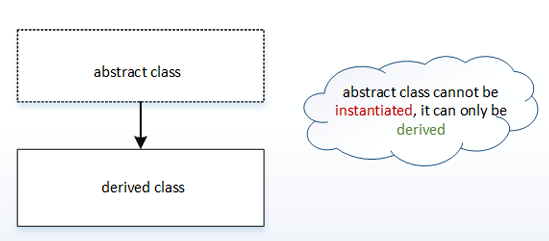 abstract class
derived class
abstract class cannot be
instantiated, it can only be
derived